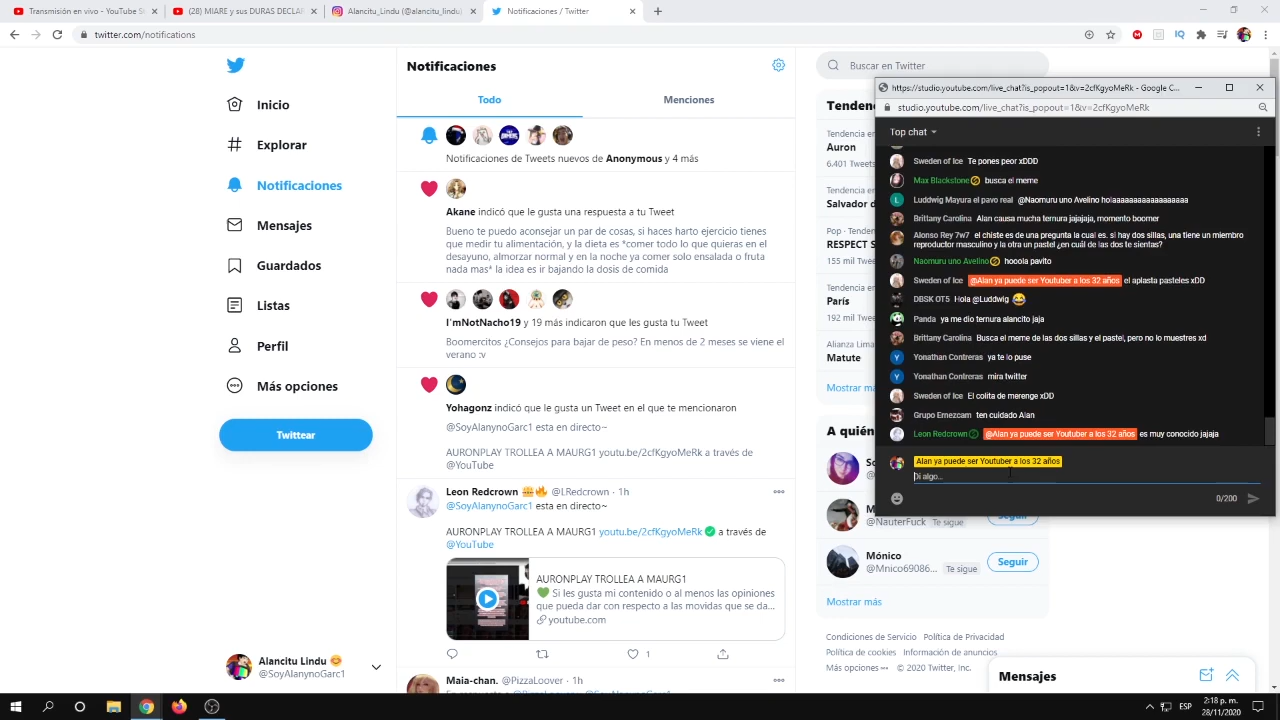 Transmisión en vivo - YouTube S
(28) MIARE y sus DURAS DECLAR
Alancitu_Lindu (@alancitu_lindu)
Notificaciones / Twitter
twitter.com/notifications
Inicio
Explorar
Notificaciones
Mensajes
Guardados
Listas
Perfil
Más opciones
Twittear
Alancitu Lindu
@SoyAlanynoGarc1
Notificaciones
Todo
Menciones
Notificaciones de Tweets nuevos de Anonymous y 4 más
Akane indicó que le gusta una respuesta a tu Tweet
Bueno te puedo aconsejar un par de cosas, si haces harto ejercicio tienes
que medir tu alimentación, y la dieta es *comer todo lo que quieras en el
desayuno, almorzar normal y en la noche ya comer solo ensalada o fruta
nada mas* la idea es ir bajando la dosis de comida
I'mNotNacho19 y 19 más indicaron que les gusta tu Tweet
Boomercitos ¿Consejos para bajar de peso? En menos de 2 meses se viene el
verano :v
Yohagonz indicó que le gusta un Tweet en el que te mencionaron
@SoyAlanynoGarc1 esta en directo~
AURONPLAY TROLLEA A MAURG1 youtu.be/2cfKgyoMeRk a través de
@YouTube
Leon Redcrown 🎂🔥 @LRedcrown · 1h
@SoyAlanynoGarc1 esta en directo~
AURONPLAY TROLLEA A MAURG1 youtu.be/2cfKgyoMeRk ✅ a través de
@YouTube
AURONPLAY TROLLEA A MAURG1
💚 Si les gusta mi contenido o al menos las opiniones
que pueda dar con respecto a las movidas que se da...
youtube.com
1
Maia-chan. @PizzaLoover · 1h
Buscar en Twitter
Tendenc
Tendencia en
Auron
6.401 Tweets
Tendencia en
Salvador d
Pop · Tendenc
RESPECT S
155 mil Tweets
Tendencia en
París
192 mil Tweets
Alianza Lima
Matute
Mostrar más
A quién
Seguir
@NauterFuck Te sigue
Mónico
@Mnico69086... Te sigue
Seguir
Mostrar más
Condiciones de Servicio Política de Privacidad
Política de cookies Información de anuncios
Más opciones © 2020 Twitter, Inc.
Mensajes
https://studio.youtube.com/live_chat?is_popout=1&v=2cfKgyoMeRk - Google C...
studio.youtube.com/live_chat?is_popout=1&v=2cfKgyoMeRk
Top chat
Sweden of Ice Te pones peor xDDD
Max Blackstone busca el meme
Luddwig Mayura el pavo real @Naomuru uno Avelino holaaaaaaaaaaaaaaaaaaa
Brittany Carolina Alan causa mucha ternura jajajaja, momento boomer
Alonso Rey 7w7 el chiste es de una pregunta la cual es. si hay dos sillas, una tiene un miembro
reproductor masculino y la otra un pastel ¿en cuál de las dos te sientas?
Naomuru uno Avelino hooola pavito
Sweden of Ice @Alan ya puede ser Youtuber a los 32 años el aplasta pasteles xDD
DBSK OT5 Hola @Luddwig 😂
Panda ya me dio ternura alancito jaja
Brittany Carolina Busca el meme de las dos sillas y el pastel, pero no lo muestres xd
Yonathan Contreras ya te lo puse
Yonathan Contreras mira twitter
Sweden of Ice El colita de merenge xDD
Grupo Ernezcam ten cuidado Alan
Leon Redcrown @Alan ya puede ser Youtuber a los 32 años es muy conocido jajaja
Alan ya puede ser Youtuber a los 32 años
Di algo...
0/200
ESP
2:18 p. m.
28/11/2020